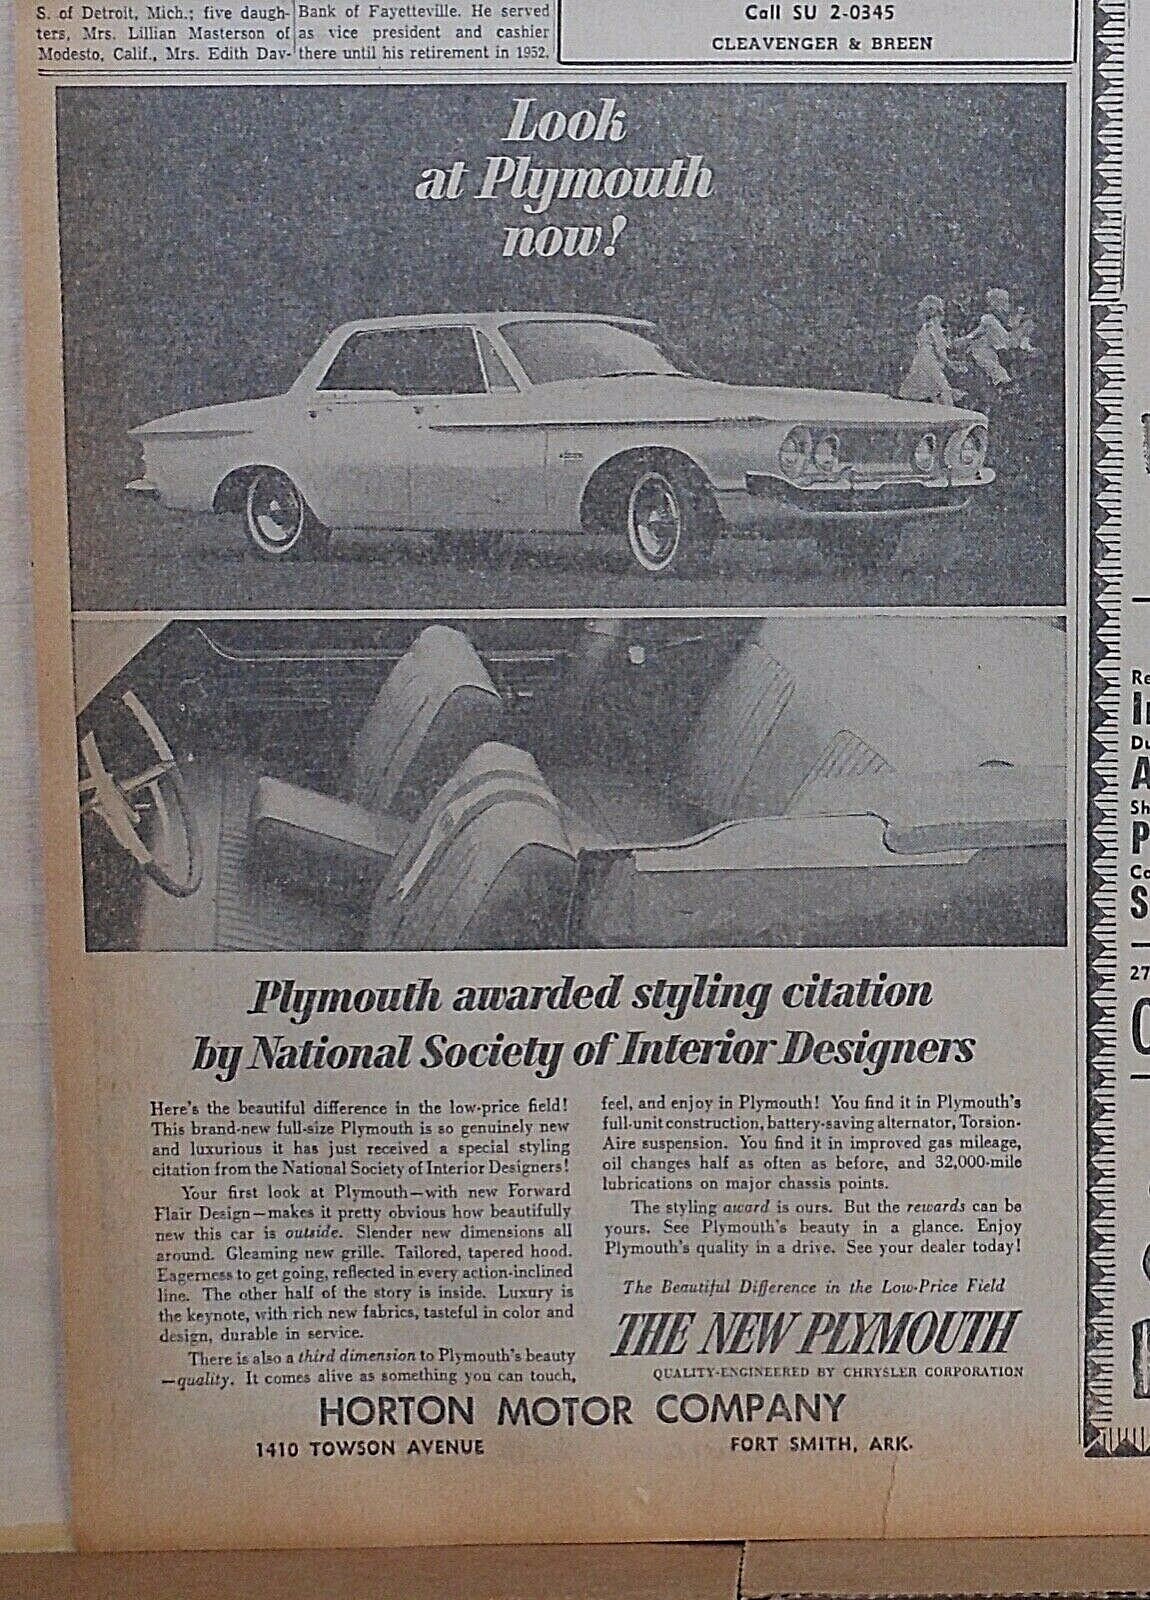 S. of Detroit, Mich.; five daugh-
ters, Mrs. Lillian Masterson of
Modesto, Calif., Mrs. Edith Dav-
Bank of Fayetteville. He served
as vice president and cashier
there until his retirement in 1952.
Call SU 2-0345
CLEAVENGER & BREEN
Look
at Plymouth
now!
Plymouth awarded styling citation
by National Society of Interior Designers
Here's the beautiful difference in the low-price field!
This brand-new full-size Plymouth is so genuinely new
and luxurious it has just received a special styling
citation from the National Society of Interior Designers!
Your first look at Plymouth—with new Forward
Flair Design—makes it pretty obvious how beautifully
new this car is outside. Slender new dimensions all
around. Gleaming new grille. Tailored, tapered hood.
Eagerness to get going, reflected in every action-inclined
line. The other half of the story is inside. Luxury is
the keynote, with rich new fabrics, tasteful in color and
design, durable in service.
There is also a third dimension to Plymouth's beauty
—quality. It comes alive as something you can touch,
feel, and enjoy in Plymouth! You find it in Plymouth's
full-unit construction, battery-saving alternator, Torsion-
Aire suspension. You find it in improved gas mileage,
oil changes half as often as before, and 32,000-mile
lubrications on major chassis points.
The styling award is ours. But the rewards can be
yours. See Plymouth's beauty in a glance. Enjoy
Plymouth's quality in a drive. See your dealer today!
The Beautiful Difference in the Low-Price Field
THE NEW PLYMOUTH
QUALITY-ENGINEERED BY CHRYSLER CORPORATION
HORTON MOTOR COMPANY
1410 TOWSON AVENUE
FORT SMITH, ARK.
Re
Du
A
Sh
P
Co
S
27